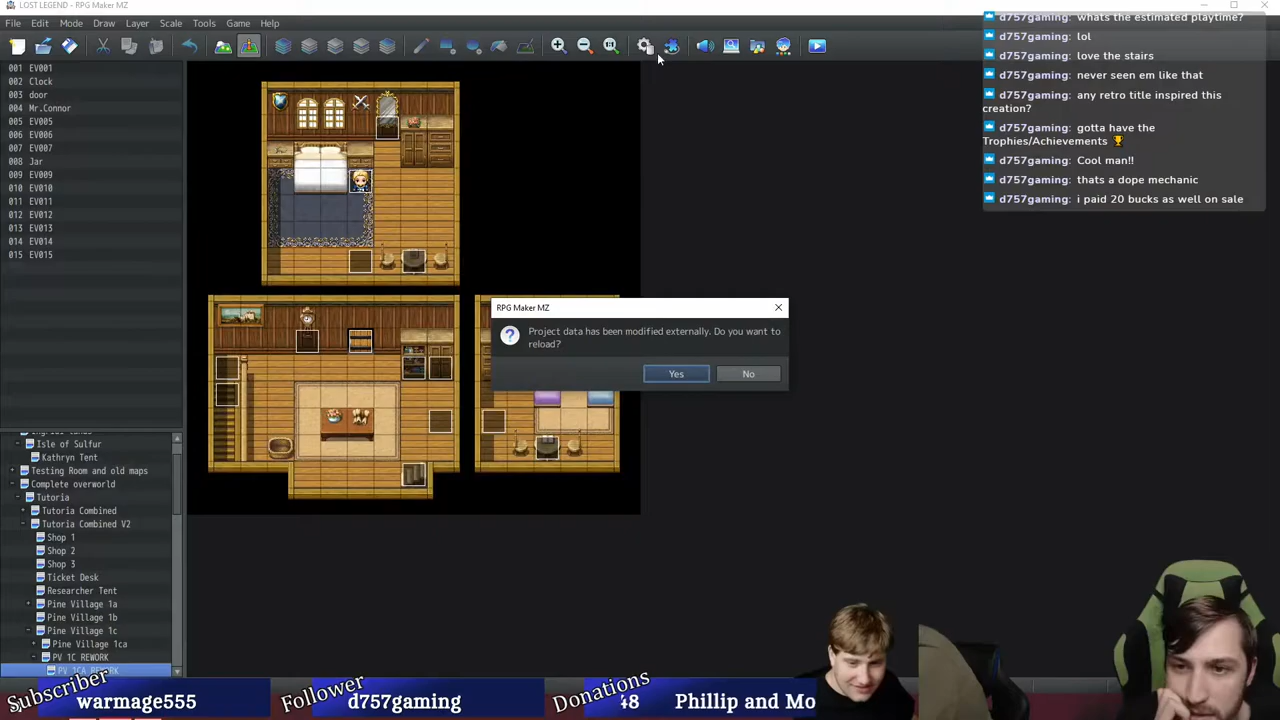 LOST LEGEND - RPG Maker MZ
File Edit Mode Draw Layer Scale Tools Game Help
001 EV001
002 Clock
003 door
004 Mr.Connor
005 EV005
006 EV006
007 EV007
008 Jar
009 EV009
010 EV010
011 EV011
012 EV012
013 EV013
014 EV014
015 EV015
Isle of Sulfur
Kathryn Tent
Testing Room and old maps
Complete overworld
Tutoria
Tutoria Combined
Tutoria Combined V2
Shop 1
Shop 2
Shop 3
Ticket Desk
Researcher Tent
Pine Village 1a
Pine Village 1b
Pine Village 1c
Pine Village 1ca
PV 1C REWORK
PV 1CA REWORK
RPG Maker MZ
Project data has been modified externally. Do you want to
reload?
Yes No
d757gaming: whats the estimated playtime?
d757gaming: lol
d757gaming: love the stairs
d757gaming: never seen em like that
d757gaming: any retro title inspired this
creation?
d757gaming: gotta have the
Trophies/Achievements 🏆
d757gaming: Cool man!!
d757gaming: thats a dope mechanic
d757gaming: i paid 20 bucks as well on sale
Subscriber
warmage555
Follower
d757gaming
Donations
Phillip and Mo